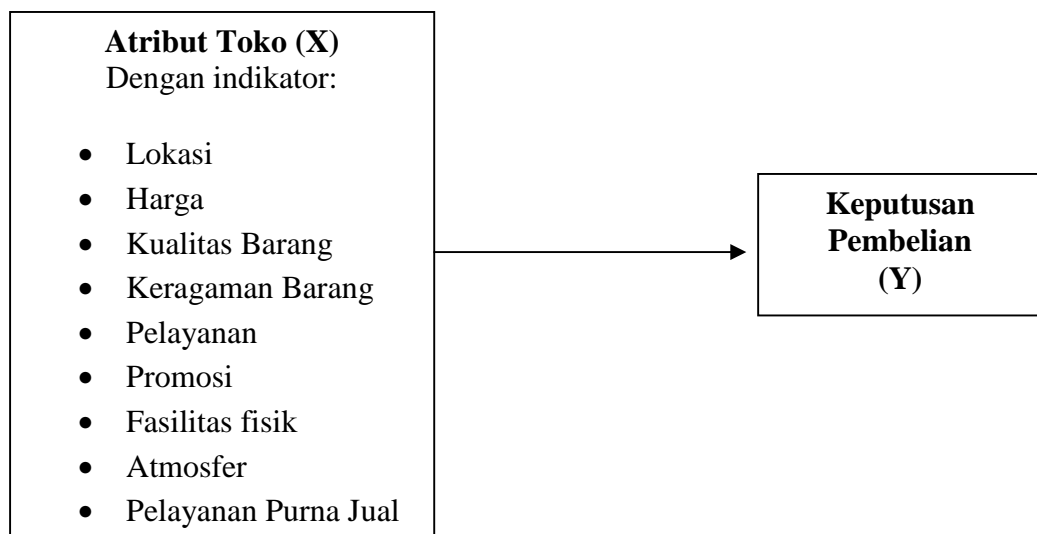 Atribut Toko (X)
Dengan indikator:
• Lokasi
• Harga
• Kualitas Barang
• Keragaman Barang
• Pelayanan
• Promosi
• Fasilitas fisik
• Atmosfer
• Pelayanan Purna Jual
Keputusan
Pembelian
(Y)